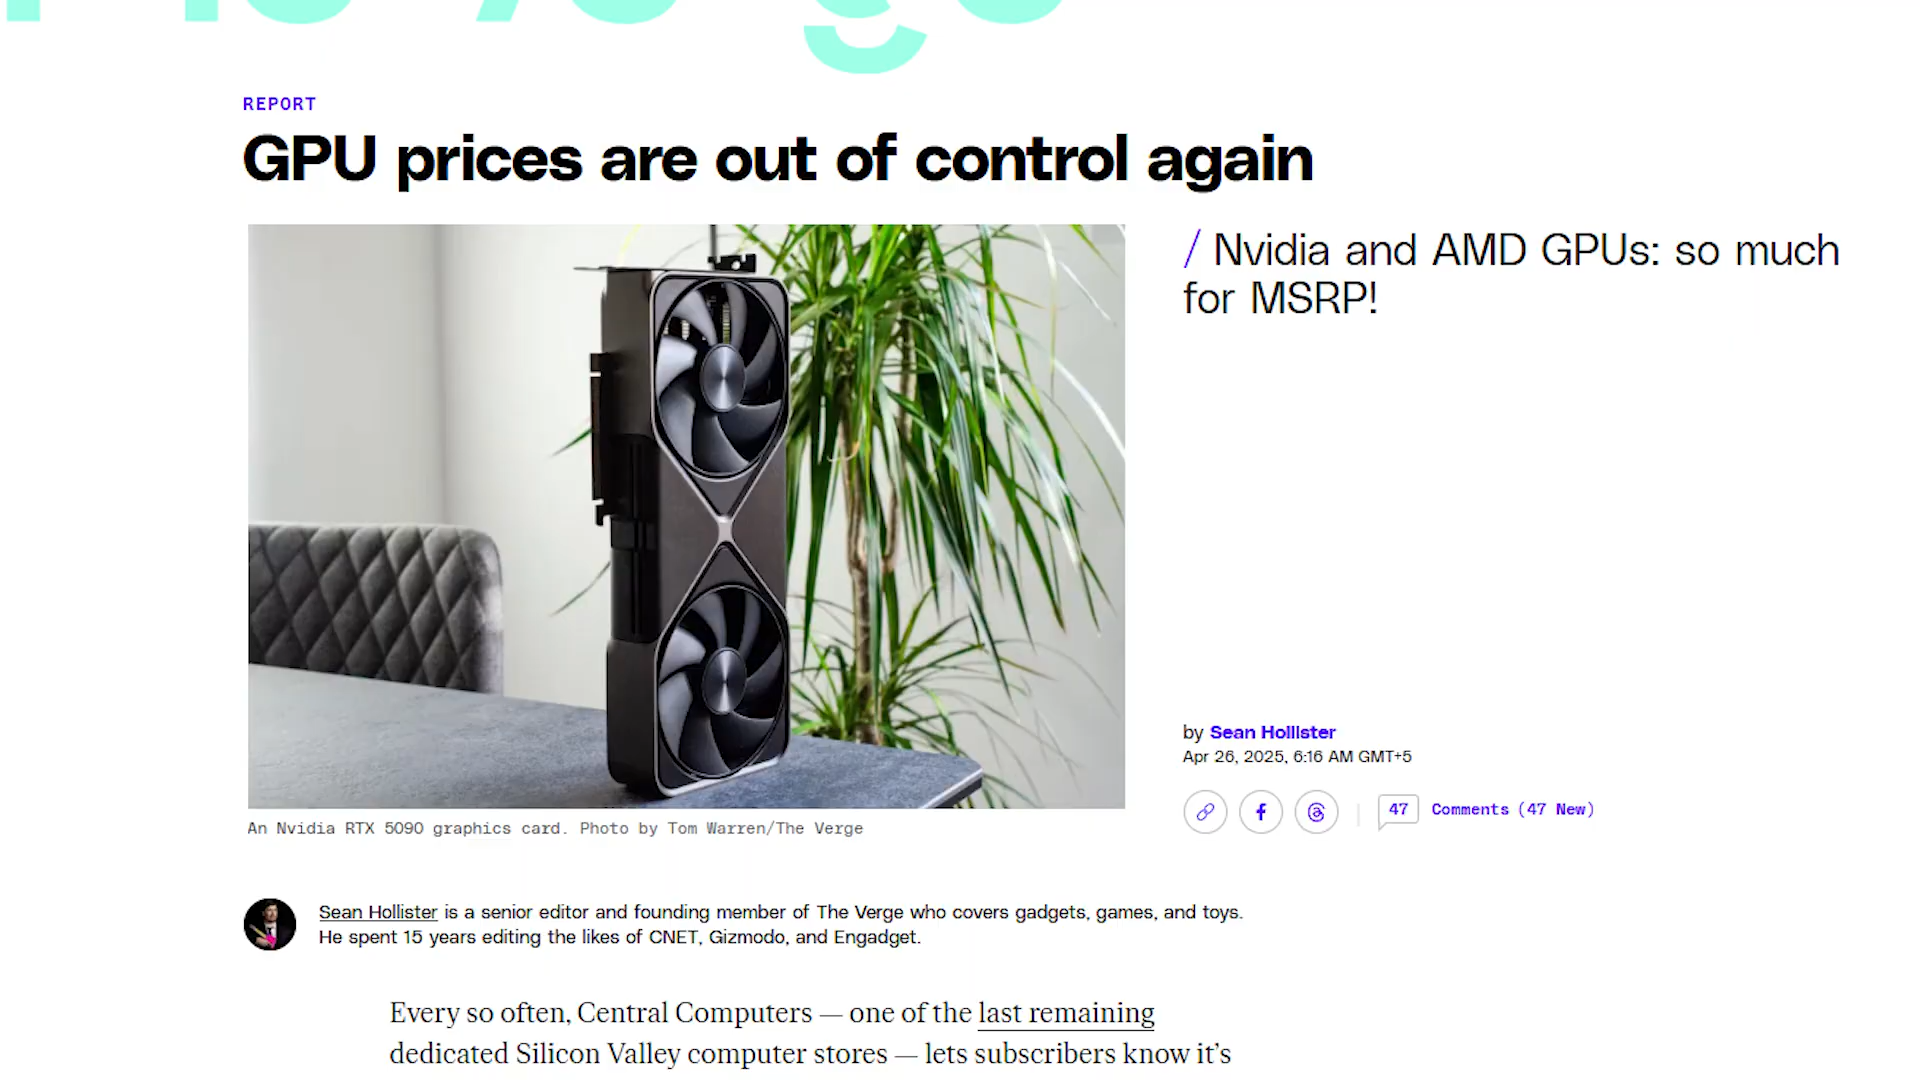 REPORT
GPU prices are out of control again
/ Nvidia and AMD GPUs: so much
for MSRP!
by Sean Hollister
Apr 26, 2025, 6:16 AM GMT+5
47 Comments (47 New)
An Nvidia RTX 5090 graphics card. Photo by Tom Warren/The Verge
Sean Hollister is a senior editor and founding member of The Verge who covers gadgets, games, and toys.
He spent 15 years editing the likes of CNET, Gizmodo, and Engadget.
Every so often, Central Computers — one of the last remaining
dedicated Silicon Valley computer stores — lets subscribers know it's